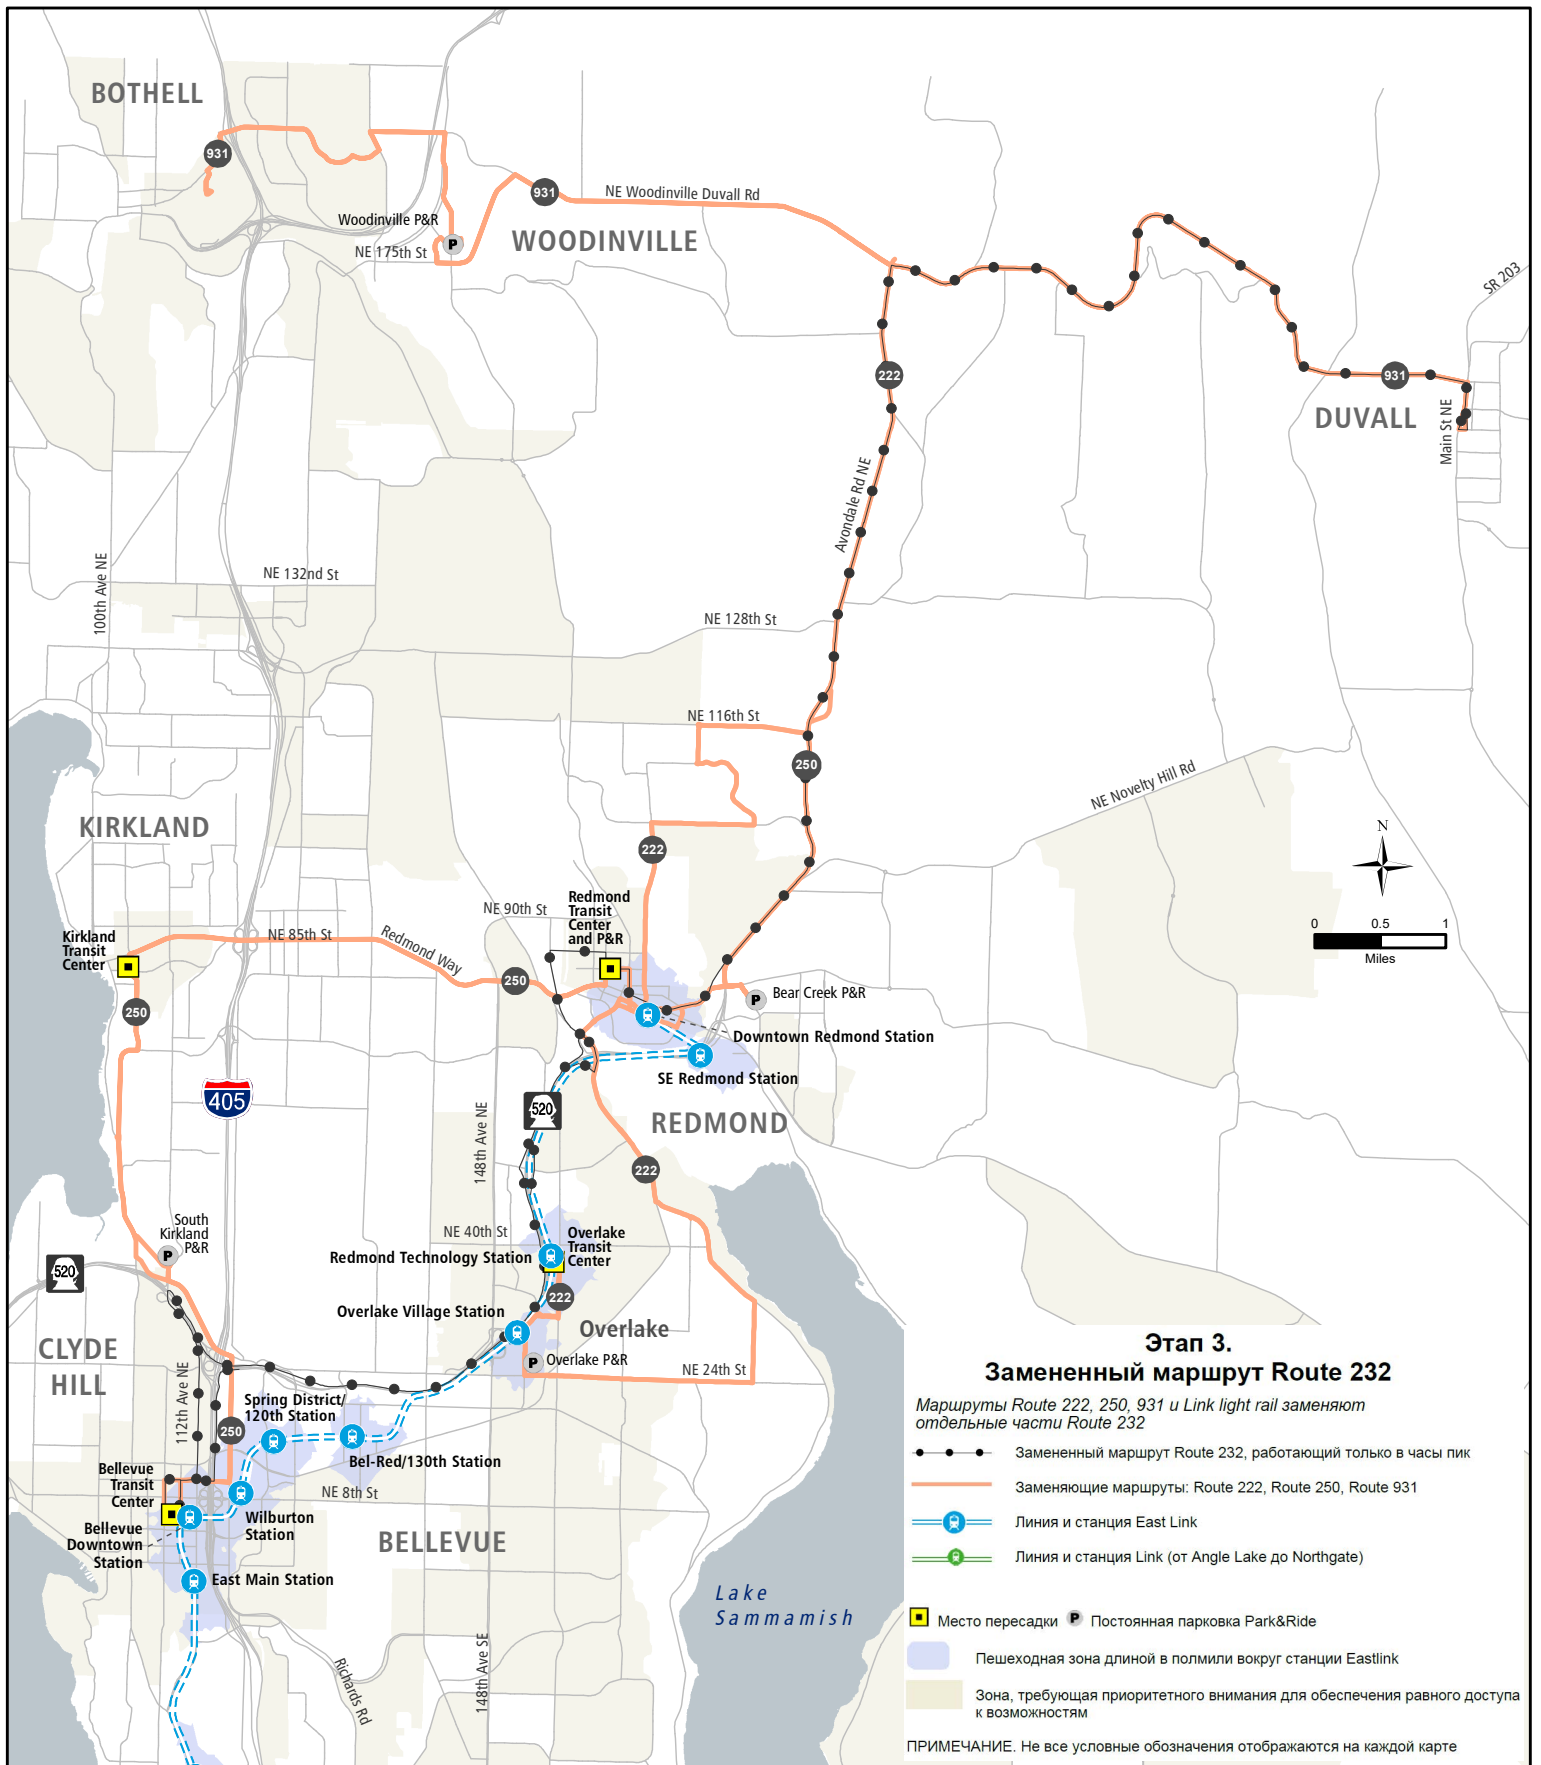 BOTHELL
931
931
NE Woodinville Duvall Rd
Woodinville P&R
P
NE 175th St
WOODINVILLE
SR 203
222
931
DUVALL
Main St NE
Avondale Rd NE
100th Ave NE
NE 132nd St
NE 128th St
NE 116th St
250
NE Novelty Hill Rd
KIRKLAND
N
222
Redmond
Transit
Center
and P&R
NE 90th St
0 0.5 1
Miles
Kirkland
Transit
Center
NE 85th St
Redmond Way
250
250
P
Bear Creek P&R
Downtown Redmond Station
SE Redmond Station
405
520
REDMOND
148th Ave NE
222
South
Kirkland
P&R
P
NE 40th St
Overlake
Transit
Center
Redmond Technology Station
520
222
Overlake Village Station
Overlake
CLYDE
HILL
P
Overlake P&R
NE 24th St
112th Ave NE
Spring District/
120th Station
250
Bel-Red/130th Station
Bellevue
Transit
Center
NE 8th St
Wilburton
Station
Bellevue
Downtown
Station
BELLEVUE
East Main Station
Lake
Sammamish
148th Ave SE
Richards Rd
Этап 3.
Замененный маршрут Route 232
Маршруты Route 222, 250, 931 и Link light rail заменяют
отдельные части Route 232
Замененный маршрут Route 232, работающий только в часы пик
Заменяющие маршруты: Route 222, Route 250, Route 931
Линия и станция East Link
Линия и станция Link (от Angle Lake до Northgate)
Место пересадки P Постоянная парковка Park&Ride
Пешеходная зона длиной в полмили вокруг станции Eastlink
Зона, требующая приоритетного внимания для обеспечения равного доступа
к возможностям
ПРИМЕЧАНИЕ. Не все условные обозначения отображаются на каждой карте